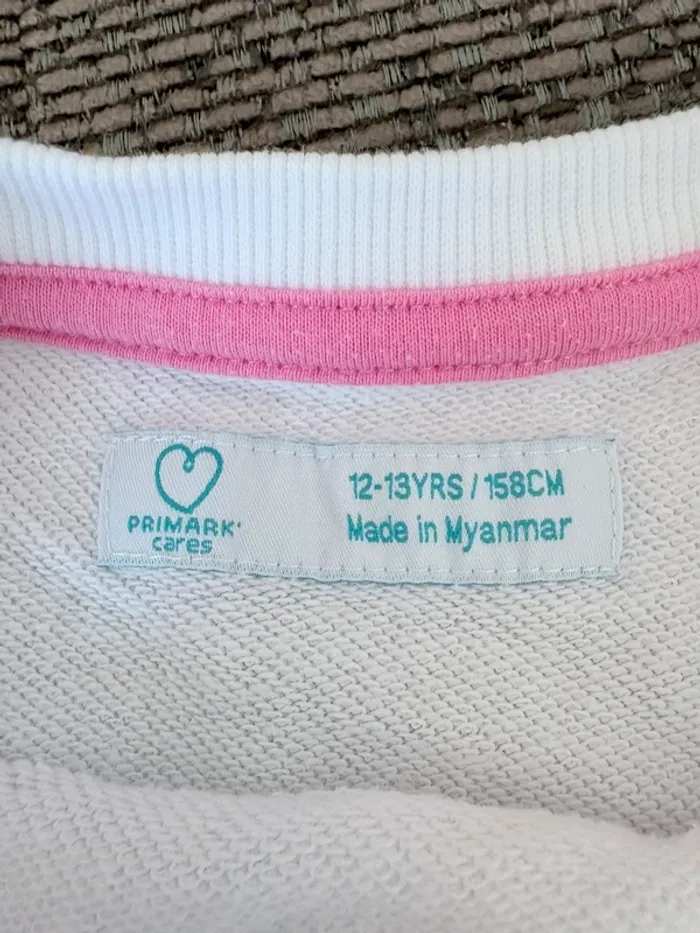 PRIMARK®
cares
12-13YRS / 158CM
Made in Myanmar